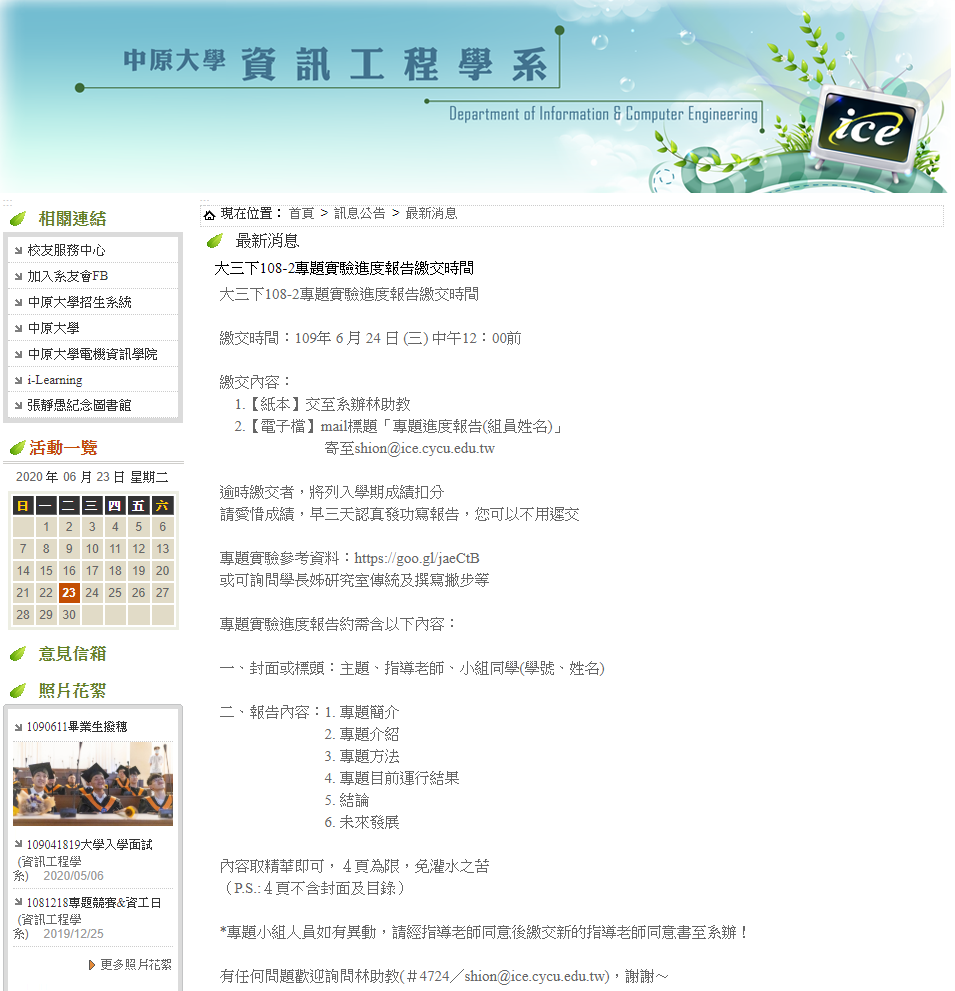 中原大學 資訊工程學系
Department of Information & Computer Engineering
ice
相關連結
校友服務中心
加入系友會FB
中原大學招生系統
中原大學
中原大學電機資訊學院
i-Learning
張靜愚紀念圖書館
活動一覽
2020 年 06 月 23 日 星期二
日 一 二 三 四 五 六
1 2 3 4 5 6
7 8 9 10 11 12 13
14 15 16 17 18 19 20
21 22 23 24 25 26 27
28 29 30
意見信箱
照片花絮
1090611畢業生撥穗
109041819大學入學面試
(資訊工程學
系) 2020/05/06
1081218專題競賽&資工日
(資訊工程學
系) 2019/12/25
更多照片花絮
現在位置： 首頁 > 訊息公告 > 最新消息
最新消息
大三下108-2專題實驗進度報告繳交時間
大三下108-2專題實驗進度報告繳交時間
繳交時間：109年 6 月 24 日 (三) 中午12：00前
繳交內容：
1.【紙本】交至系辦林助教
2.【電子檔】mail標題「專題進度報告(組員姓名)」
寄至shion@ice.cycu.edu.tw
逾時繳交者，將列入學期成績扣分
請愛惜成績，早三天認真發功寫報告，您可以不用遲交
專題實驗參考資料：https://goo.gl/jaeCtB
或可詢問學長姊研究室傳統及撰寫撇步等
專題實驗進度報告約需含以下內容：
一、封面或標頭：主題、指導老師、小組同學(學號、姓名)
二、報告內容：1. 專題簡介
2. 專題介紹
3. 專題方法
4. 專題目前運行結果
5. 結論
6. 未來發展
內容取精華即可，４頁為限，免灌水之苦
（P.S.:４頁不含封面及目錄）
*專題小組人員如有異動，請經指導老師同意後繳交新的指導老師同意書至系辦！
有任何問題歡迎詢問林助教(＃4724／shion@ice.cycu.edu.tw)，謝謝～